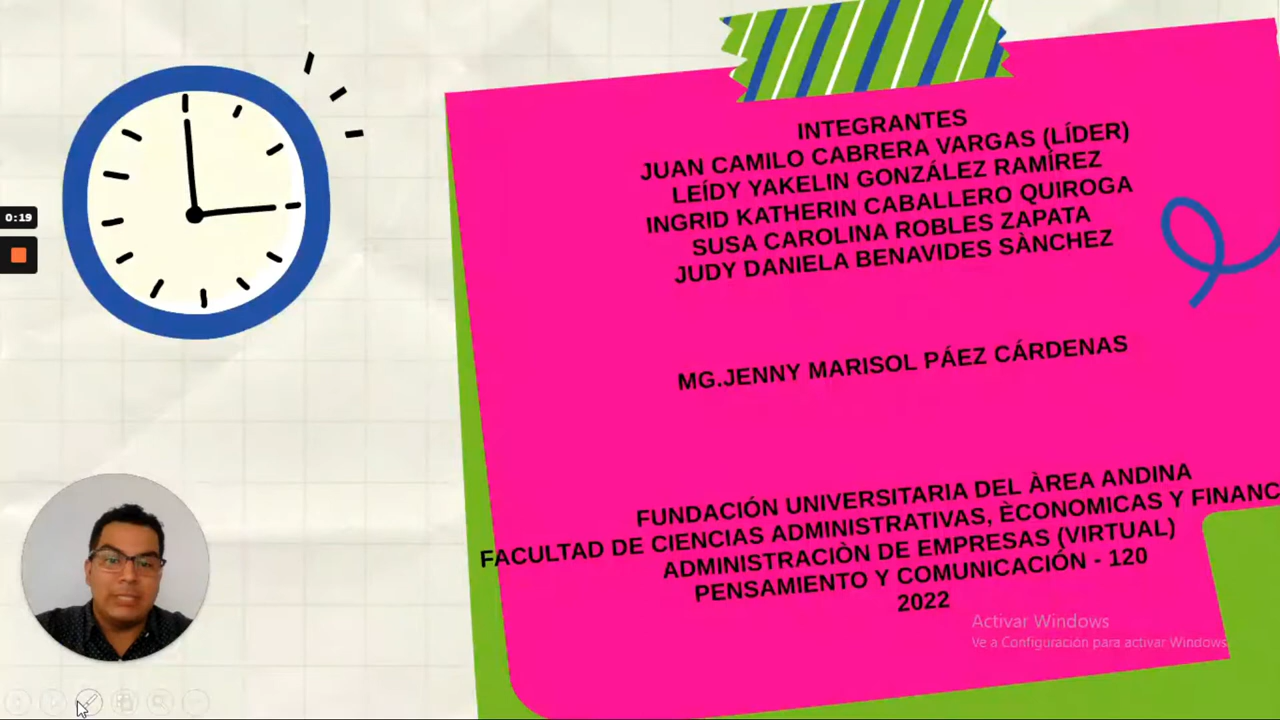 INTEGRANTES
JUAN CAMILO CABRERA VARGAS (LÍDER)
LEÍDY YAKELIN GONZÁLEZ RAMÍREZ
INGRID KATHERIN CABALLERO QUIROGA
SUSA CAROLINA ROBLES ZAPATA
JUDY DANIELA BENAVIDES SÀNCHEZ
0:19
MG.JENNY MARISOL PÁEZ CÁRDENAS
FUNDACIÓN UNIVERSITARIA DEL ÀREA ANDINA
FACULTAD DE CIENCIAS ADMINISTRATIVAS, ÈCONOMICAS Y FINANC
ADMINISTRACIÒN DE EMPRESAS (VIRTUAL)
PENSAMIENTO Y COMUNICACIÓN - 120
2022
Activar Windows
Ve a Configuración para activar Windows